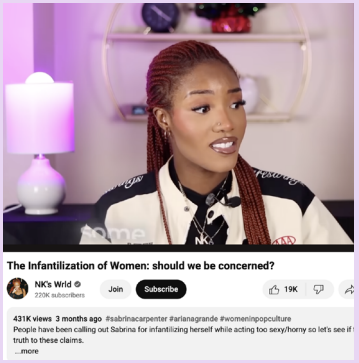 some
The Infantilization of Women: should we be concerned?
NK's Wrld
220K subscribers
Join
Subscribe
19K
431K views 3 months ago #sabrinacarpenter #arianagrande #womeninpopculture
People have been calling out Sabrina for infantilizing herself while acting too sexy/horny so let's see if
truth to these claims.
...more